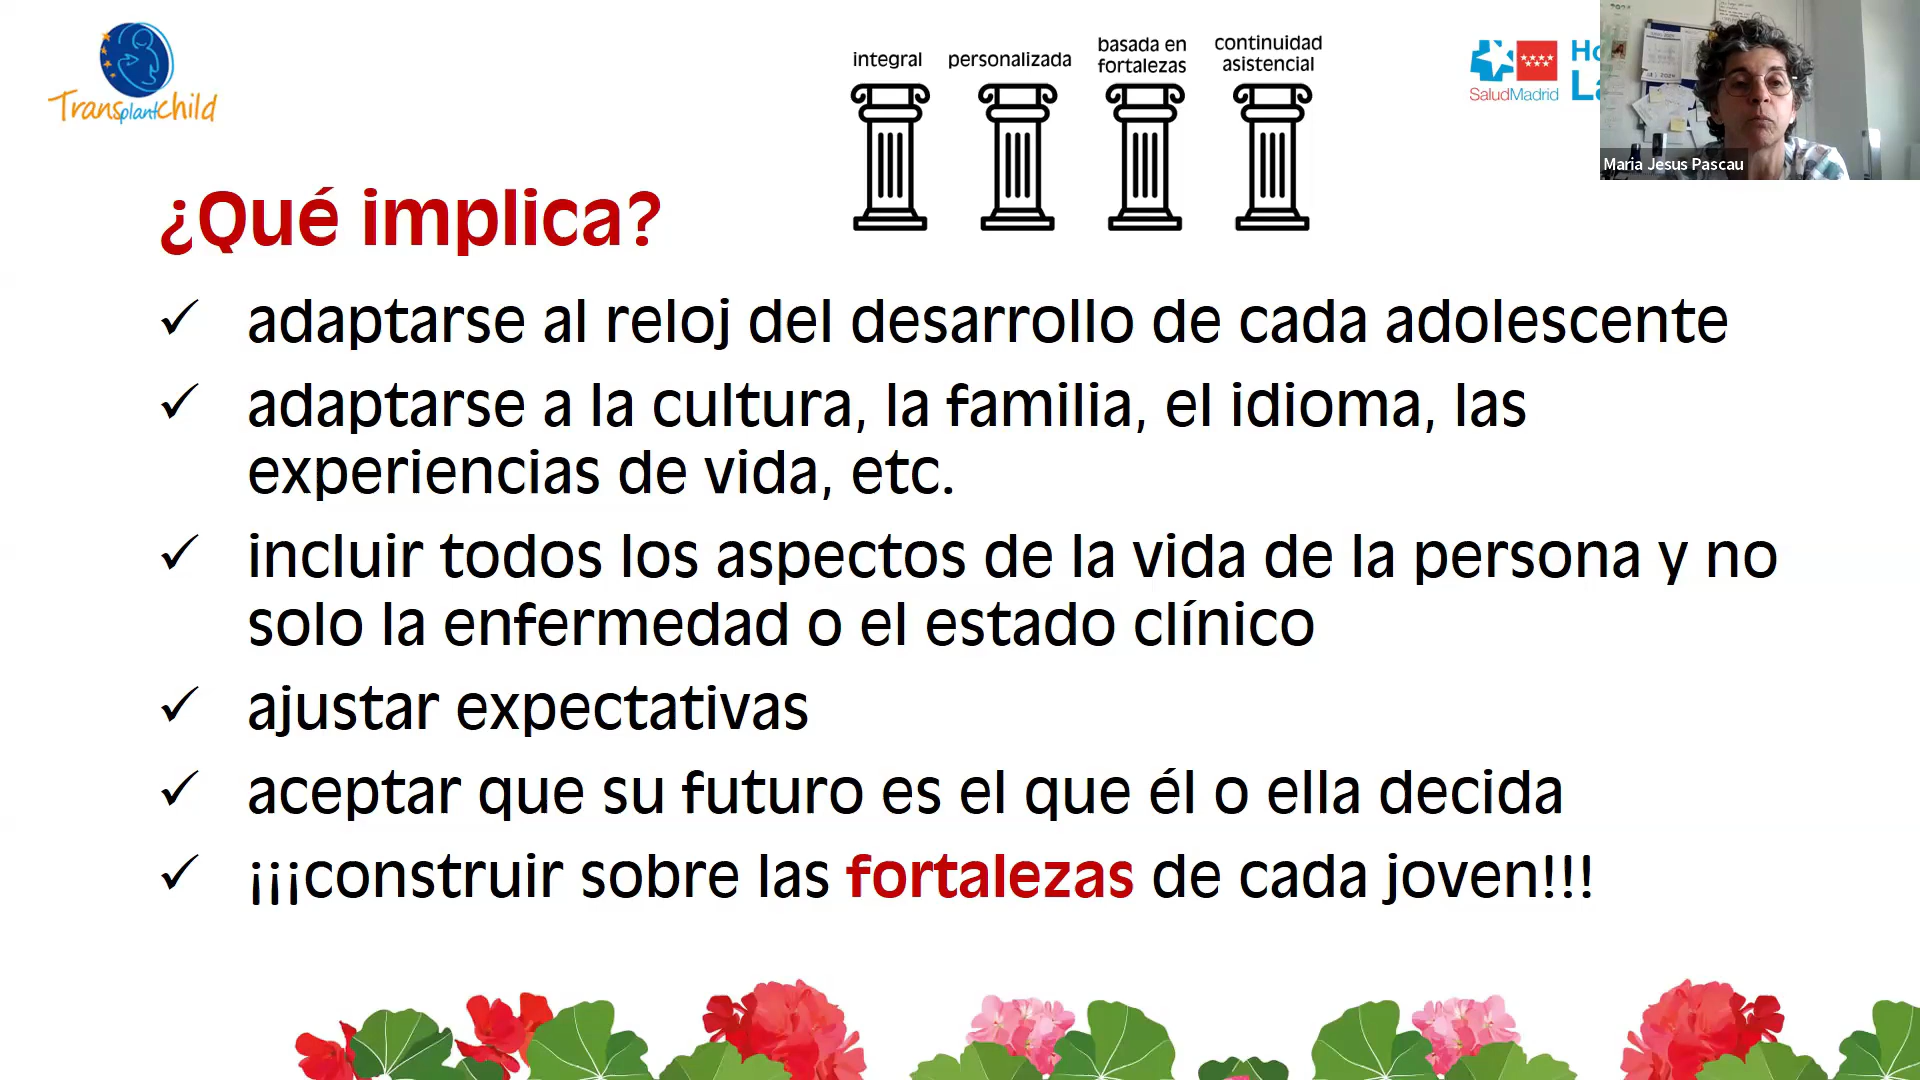 TransplantChild
integral
personalizada
basada en
fortalezas
continuidad
asistencial
SaludMadrid
Maria Jesus Pascau
¿Qué implica?
✓ adaptarse al reloj del desarrollo de cada adolescente
✓ adaptarse a la cultura, la familia, el idioma, las
experiencias de vida, etc.
✓ incluir todos los aspectos de la vida de la persona y no
solo la enfermedad o el estado clínico
✓ ajustar expectativas
✓ aceptar que su futuro es el que él o ella decida
✓ ¡¡¡construir sobre las fortalezas de cada joven!!!